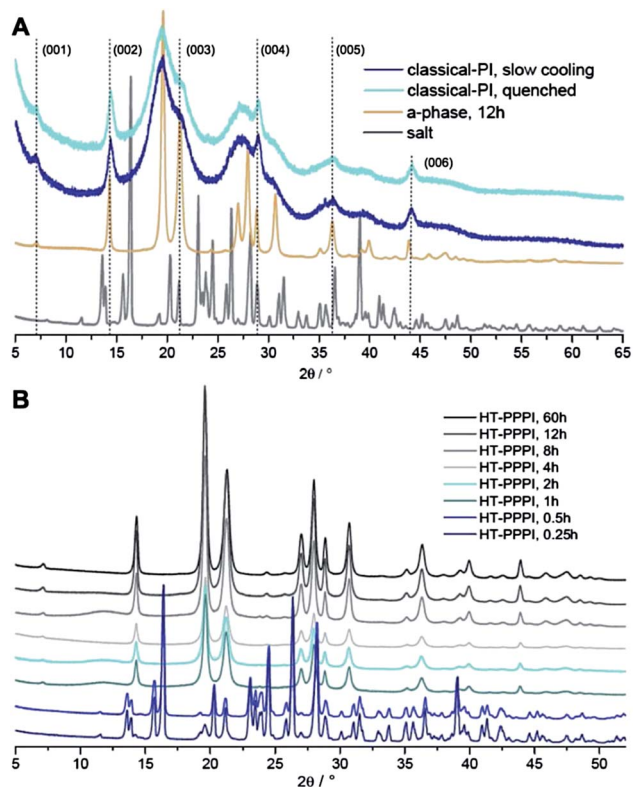 A
(001)
(002)
(003)
(004)
(005)
(006)
classical-PI, slow cooling
classical-PI, quenched
a-phase, 12h
salt
5 10 15 20 25 30 35 40 45 50 55 60 65
2θ / °
B
HT-PPPI, 60h
HT-PPPI, 12h
HT-PPPI, 8h
HT-PPPI, 4h
HT-PPPI, 2h
HT-PPPI, 1h
HT-PPPI, 0.5h
HT-PPPI, 0.25h
5 10 15 20 25 30 35 40 45 50
2θ / °